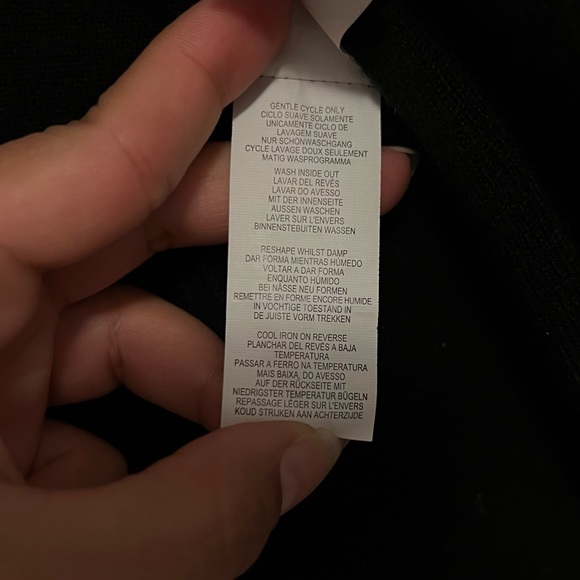 GENTLE CYCLE ONLY
CICLO SUAVE SOLAMENTE
UNICAMENTE CICLO DE
LAVAGEM SUAVE
NUR SCHONWASCHGANG
CYCLE LAVAGE DOUX SEULEMENT
MATIG WASPROGRAMMA
WASH INSIDE OUT
LAVAR DEL REVÉS
LAVAR DO AVESSO
MIT DER INNENSEITE
AUSSEN WASCHEN
LAVER SUR L'ENVERS
BINNENSTEBUITEN WASSEN
RESHAPE WHILST DAMP
DAR FORMA MIENTRAS HÚMEDO
VOLTAR A DAR FORMA
ENQUANTO HÚMIDO
BEI NÄSSE NEU FORMEN
REMETTRE EN FORME ENCORE HUMIDE
IN VOCHTIGE TOESTAND IN
DE JUISTE VORM TREKKEN
COOL IRON ON REVERSE
PLANCHAR DEL REVÉS A BAJA
TEMPERATURA
PASSAR A FERRO NA TEMPERATURA
MAIS BAIXA, DO AVESSO
AUF DER RÜCKSEITE MIT
NIEDRIGSTER TEMPERATUR BÜGELN
REPASSAGE LÉGER SUR L'ENVERS
KOUD STRIJKEN AAN ACHTERZIJDE